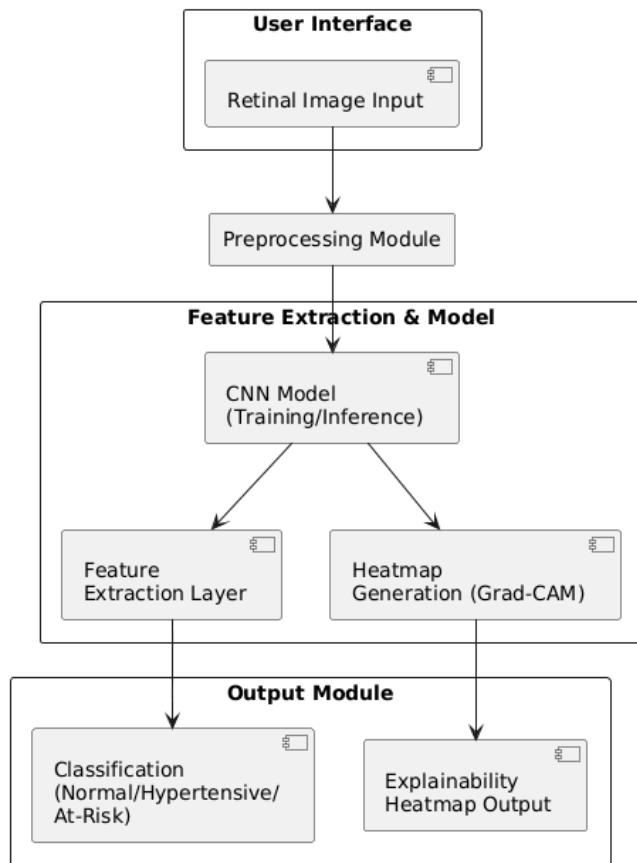 User Interface
Retinal Image Input
Preprocessing Module
Feature Extraction & Model
CNN Model
(Training/Inference)
Feature
Extraction Layer
Heatmap
Generation (Grad-CAM)
Output Module
Classification
(Normal/Hypertensive/
At-Risk)
Explainability
Heatmap Output